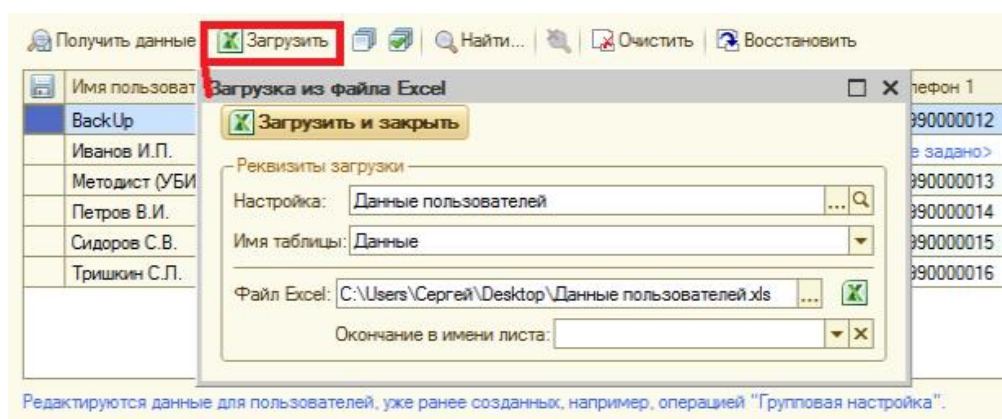 Получить данные Загрузить Найти... Очистить Восстановить
Имя пользоват
Загрузка из файла Excel
лефон 1
BackUp
Загрузить и закрыть
990000012
Иванов И.П.
е задано>
Реквизиты загрузки
Методист (УБИ
990000013
Настройка: Данные пользователей ...
Петров В.И.
990000014
Имя таблицы: Данные
Сидоров С.В.
990000015
Тришкин С.П.
990000016
Файл Excel: C:\Users\Сергей\Desktop\Данные пользователей.xls ...
Окончание в имени листа:
Редактируются данные для пользователей, уже ранее созданных, например, операцией "Групповая настройка".